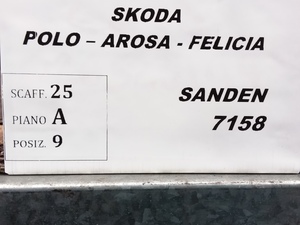 SKODA
POLO – AROSA - FELICIA
SCAFF. 25
PIANO A
POSIZ. 9
SANDEN
7158